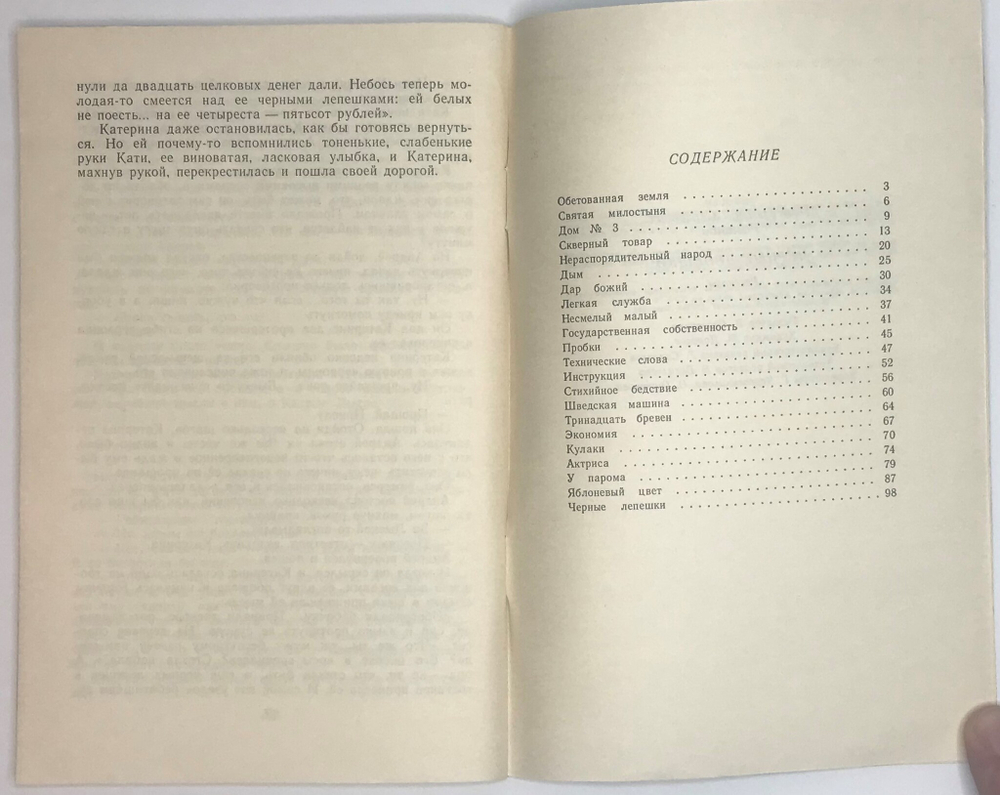 нули да двадцать целковых денег дали. Небось теперь мо-
лодая-то смеется над ее черными лепешками: ей белых
не поесть... на ее четыреста — пятьсот рублей».
Катерина даже остановилась, как бы готовясь вернуть-
ся. Но ей почему-то вспомнились тоненькие, слабенькие
руки Кати, ее виноватая, ласковая улыбка, и Катерина,
махнув рукой, перекрестилась и пошла своей дорогой.
СОДЕРЖАНИЕ
Обетованная земля . . . . . . . . . . . . . . 3
Святая милостыня . . . . . . . . . . . . . . 6
Дом № 3 . . . . . . . . . . . . . . . . . . 9
Скверный товар . . . . . . . . . . . . . . . 13
Нераспорядительный народ . . . . . . . . . . . 20
Дым . . . . . . . . . . . . . . . . . . . . 25
Дар божий . . . . . . . . . . . . . . . . . 30
Легкая служба . . . . . . . . . . . . . . . 34
Несмелый малый . . . . . . . . . . . . . . . 37
Государственная собственность . . . . . . . . . 41
Пробки . . . . . . . . . . . . . . . . . . . 45
Технические слова . . . . . . . . . . . . . . 47
Инструкция . . . . . . . . . . . . . . . . . 52
Стихийное бедствие . . . . . . . . . . . . . . 56
Шведская машина . . . . . . . . . . . . . . . 60
Тринадцать бревен . . . . . . . . . . . . . . 64
Экономия . . . . . . . . . . . . . . . . . . 67
Кулаки . . . . . . . . . . . . . . . . . . . 70
Актриса . . . . . . . . . . . . . . . . . . 74
У парома . . . . . . . . . . . . . . . . . . 79
Яблоневый цвет . . . . . . . . . . . . . . . 87
Черные лепешки . . . . . . . . . . . . . . . 98